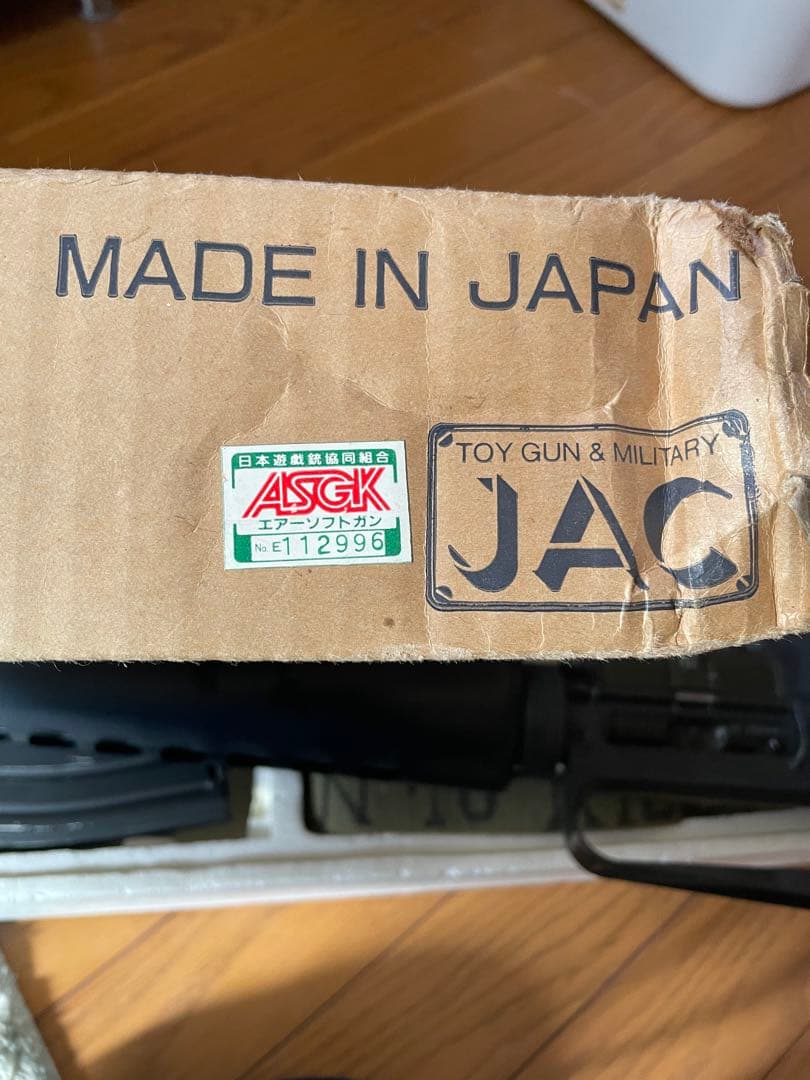 MADE IN JAPAN
日本遊戯銃協同組合
ASGK
エアーソフトガン
No. E112996
TOY GUN & MILITARY
JAC